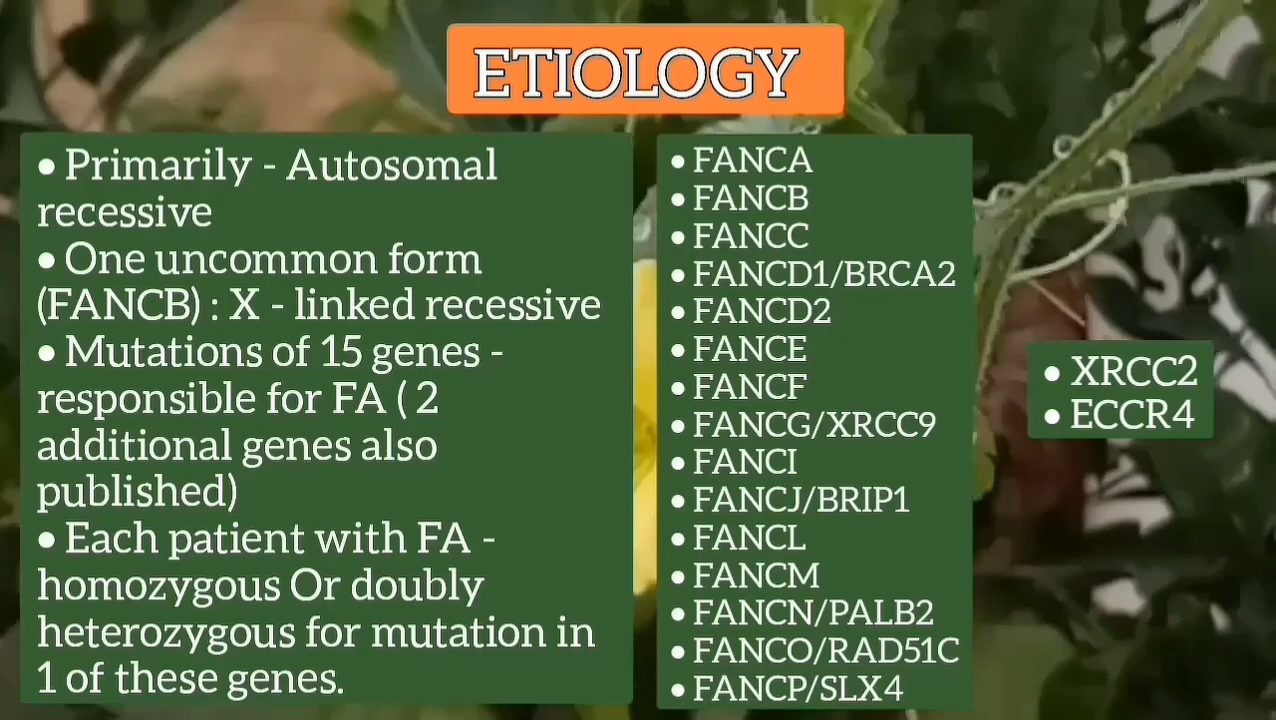 ETIOLOGY
• Primarily - Autosomal
recessive
• One uncommon form
(FANCB) : X - linked recessive
• Mutations of 15 genes -
responsible for FA ( 2
additional genes also
published)
• Each patient with FA -
homozygous Or doubly
heterozygous for mutation in
1 of these genes.
• FANCA
• FANCB
• FANCC
• FANCD1/BRCA2
• FANCD2
• FANCE
• FANCF
• FANCG/XRCC9
• FANCI
• FANCJ/BRIP1
• FANCL
• FANCM
• FANCN/PALB2
• FANCO/RAD51C
• FANCP/SLX4
• XRCC2
• ECCR4